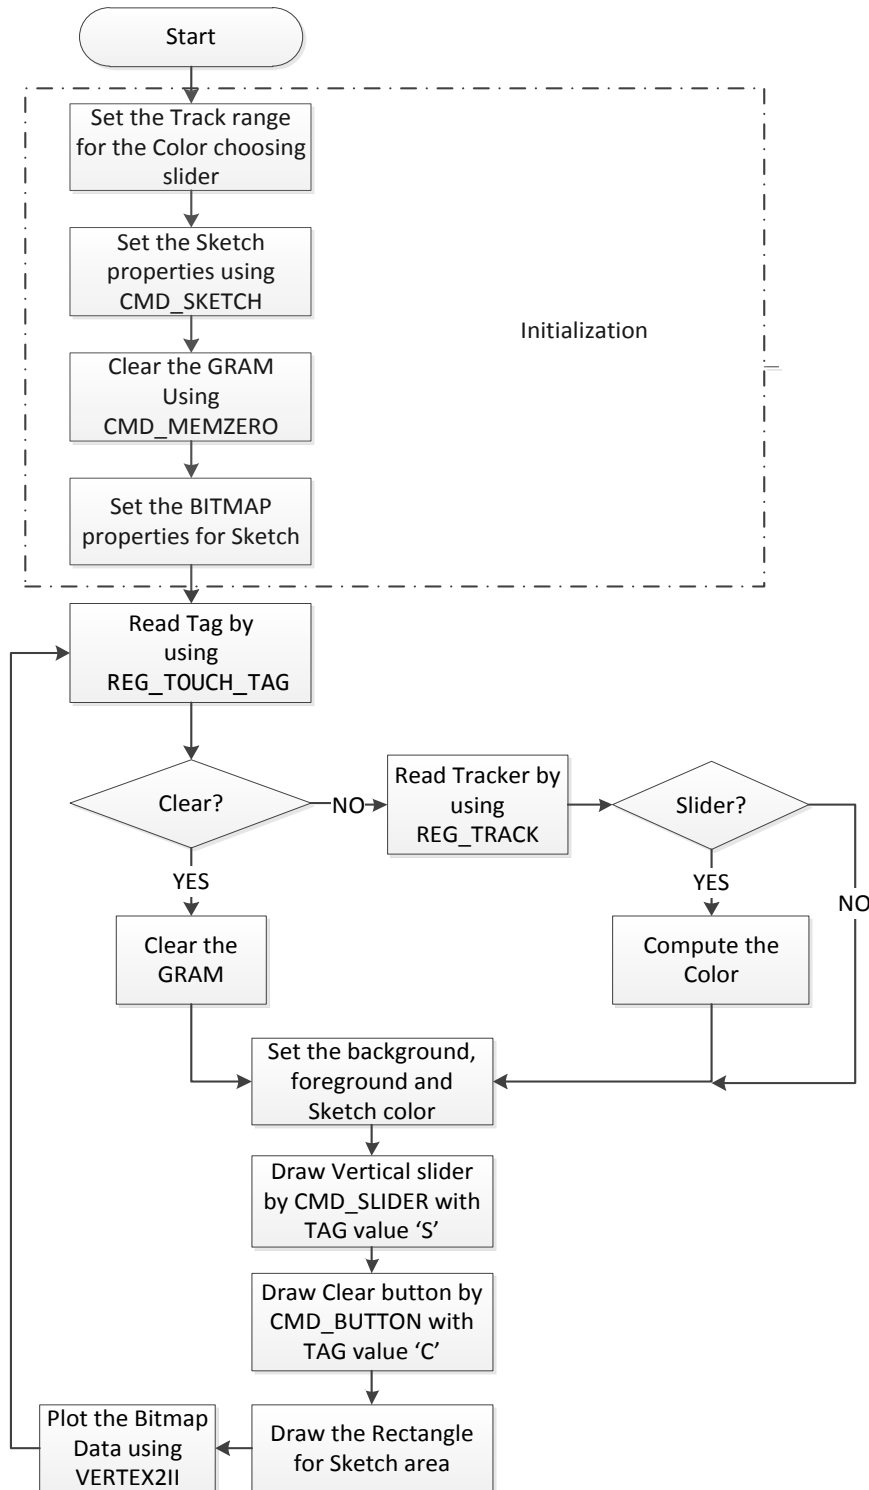 Start
Set the Track range
for the Color choosing
slider
Set the Sketch
properties using
CMD_SKETCH
Initialization
Clear the GRAM
Using
CMD_MEMZERO
Set the BITMAP
properties for Sketch
Read Tag by
using
REG_TOUCH_TAG
Clear?
NO
Read Tracker by
using
REG_TRACK
Slider?
YES
YES
NO
Clear the
GRAM
Compute the
Color
Set the background,
foreground and
Sketch color
Draw Vertical slider
by CMD_SLIDER with
TAG value ‘S’
Draw Clear button by
CMD_BUTTON with
TAG value ‘C’
Draw the Rectangle
for Sketch area
Plot the Bitmap
Data using
VERTEX2II